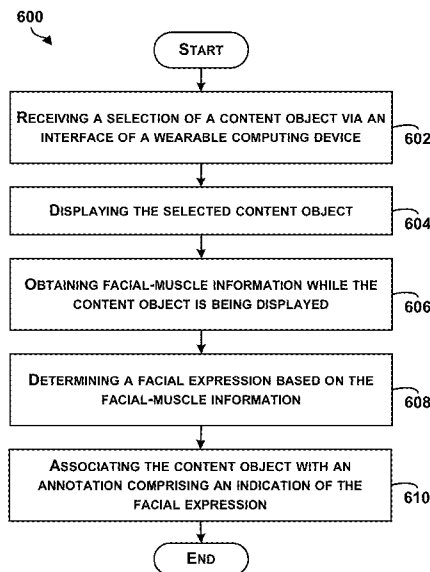 600
START
RECEIVING A SELECTION OF A CONTENT OBJECT VIA AN
INTERFACE OF A WEARABLE COMPUTING DEVICE
602
DISPLAYING THE SELECTED CONTENT OBJECT
604
OBTAINING FACIAL-MUSCLE INFORMATION WHILE THE
CONTENT OBJECT IS BEING DISPLAYED
606
DETERMINING A FACIAL EXPRESSION BASED ON THE
FACIAL-MUSCLE INFORMATION
608
ASSOCIATING THE CONTENT OBJECT WITH AN
ANNOTATION COMPRISING AN INDICATION OF THE
FACIAL EXPRESSION
610
END